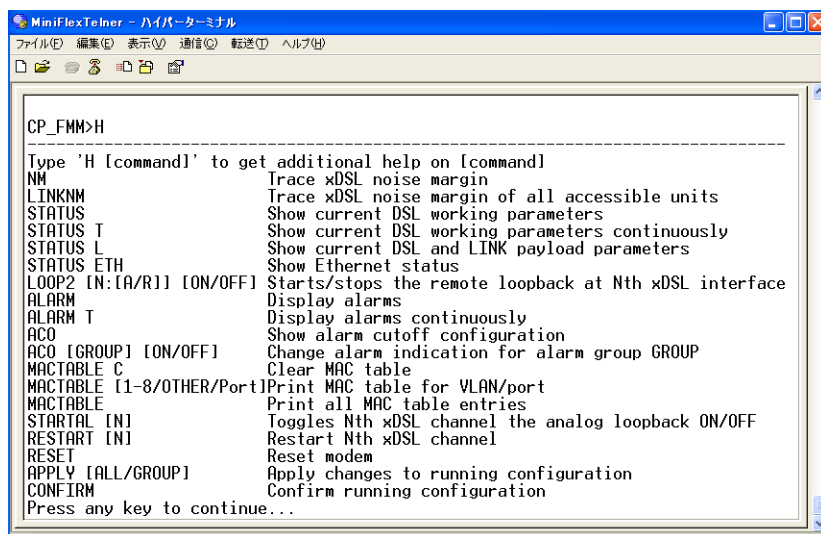 MiniFlexTelner - ハイパーターミナル
ファイル(F) 編集(E) 表示(V) 通信(C) 転送(T) ヘルプ(H)
CP_FMM>H
--------------------------------------------------------------------------------
Type 'H [command]' to get additional help on [command]
NM Trace xDSL noise margin
LINKNM Trace xDSL noise margin of all accessible units
STATUS Show current DSL working parameters
STATUS T Show current DSL working parameters continuously
STATUS L Show current DSL and LINK payload parameters
STATUS ETH Show Ethernet status
LOOP2 [N:[A/R]] [ON/OFF] Starts/stops the remote loopback at Nth xDSL interface
ALARM Display alarms
ALARM T Display alarms continuously
ACO Show alarm cutoff configuration
ACO [GROUP] [ON/OFF] Change alarm indication for alarm group GROUP
MACTABLE C Clear MAC table
MACTABLE [1-8/OTHER/Port]Print MAC table for VLAN/port
MACTABLE Print all MAC table entries
STARTAL [N] Toggles Nth xDSL channel the analog loopback ON/OFF
RESTART [N] Restart Nth xDSL channel
RESET Reset modem
APPLY [ALL/GROUP] Apply changes to running configuration
CONFIRM Confirm running configuration
Press any key to continue...